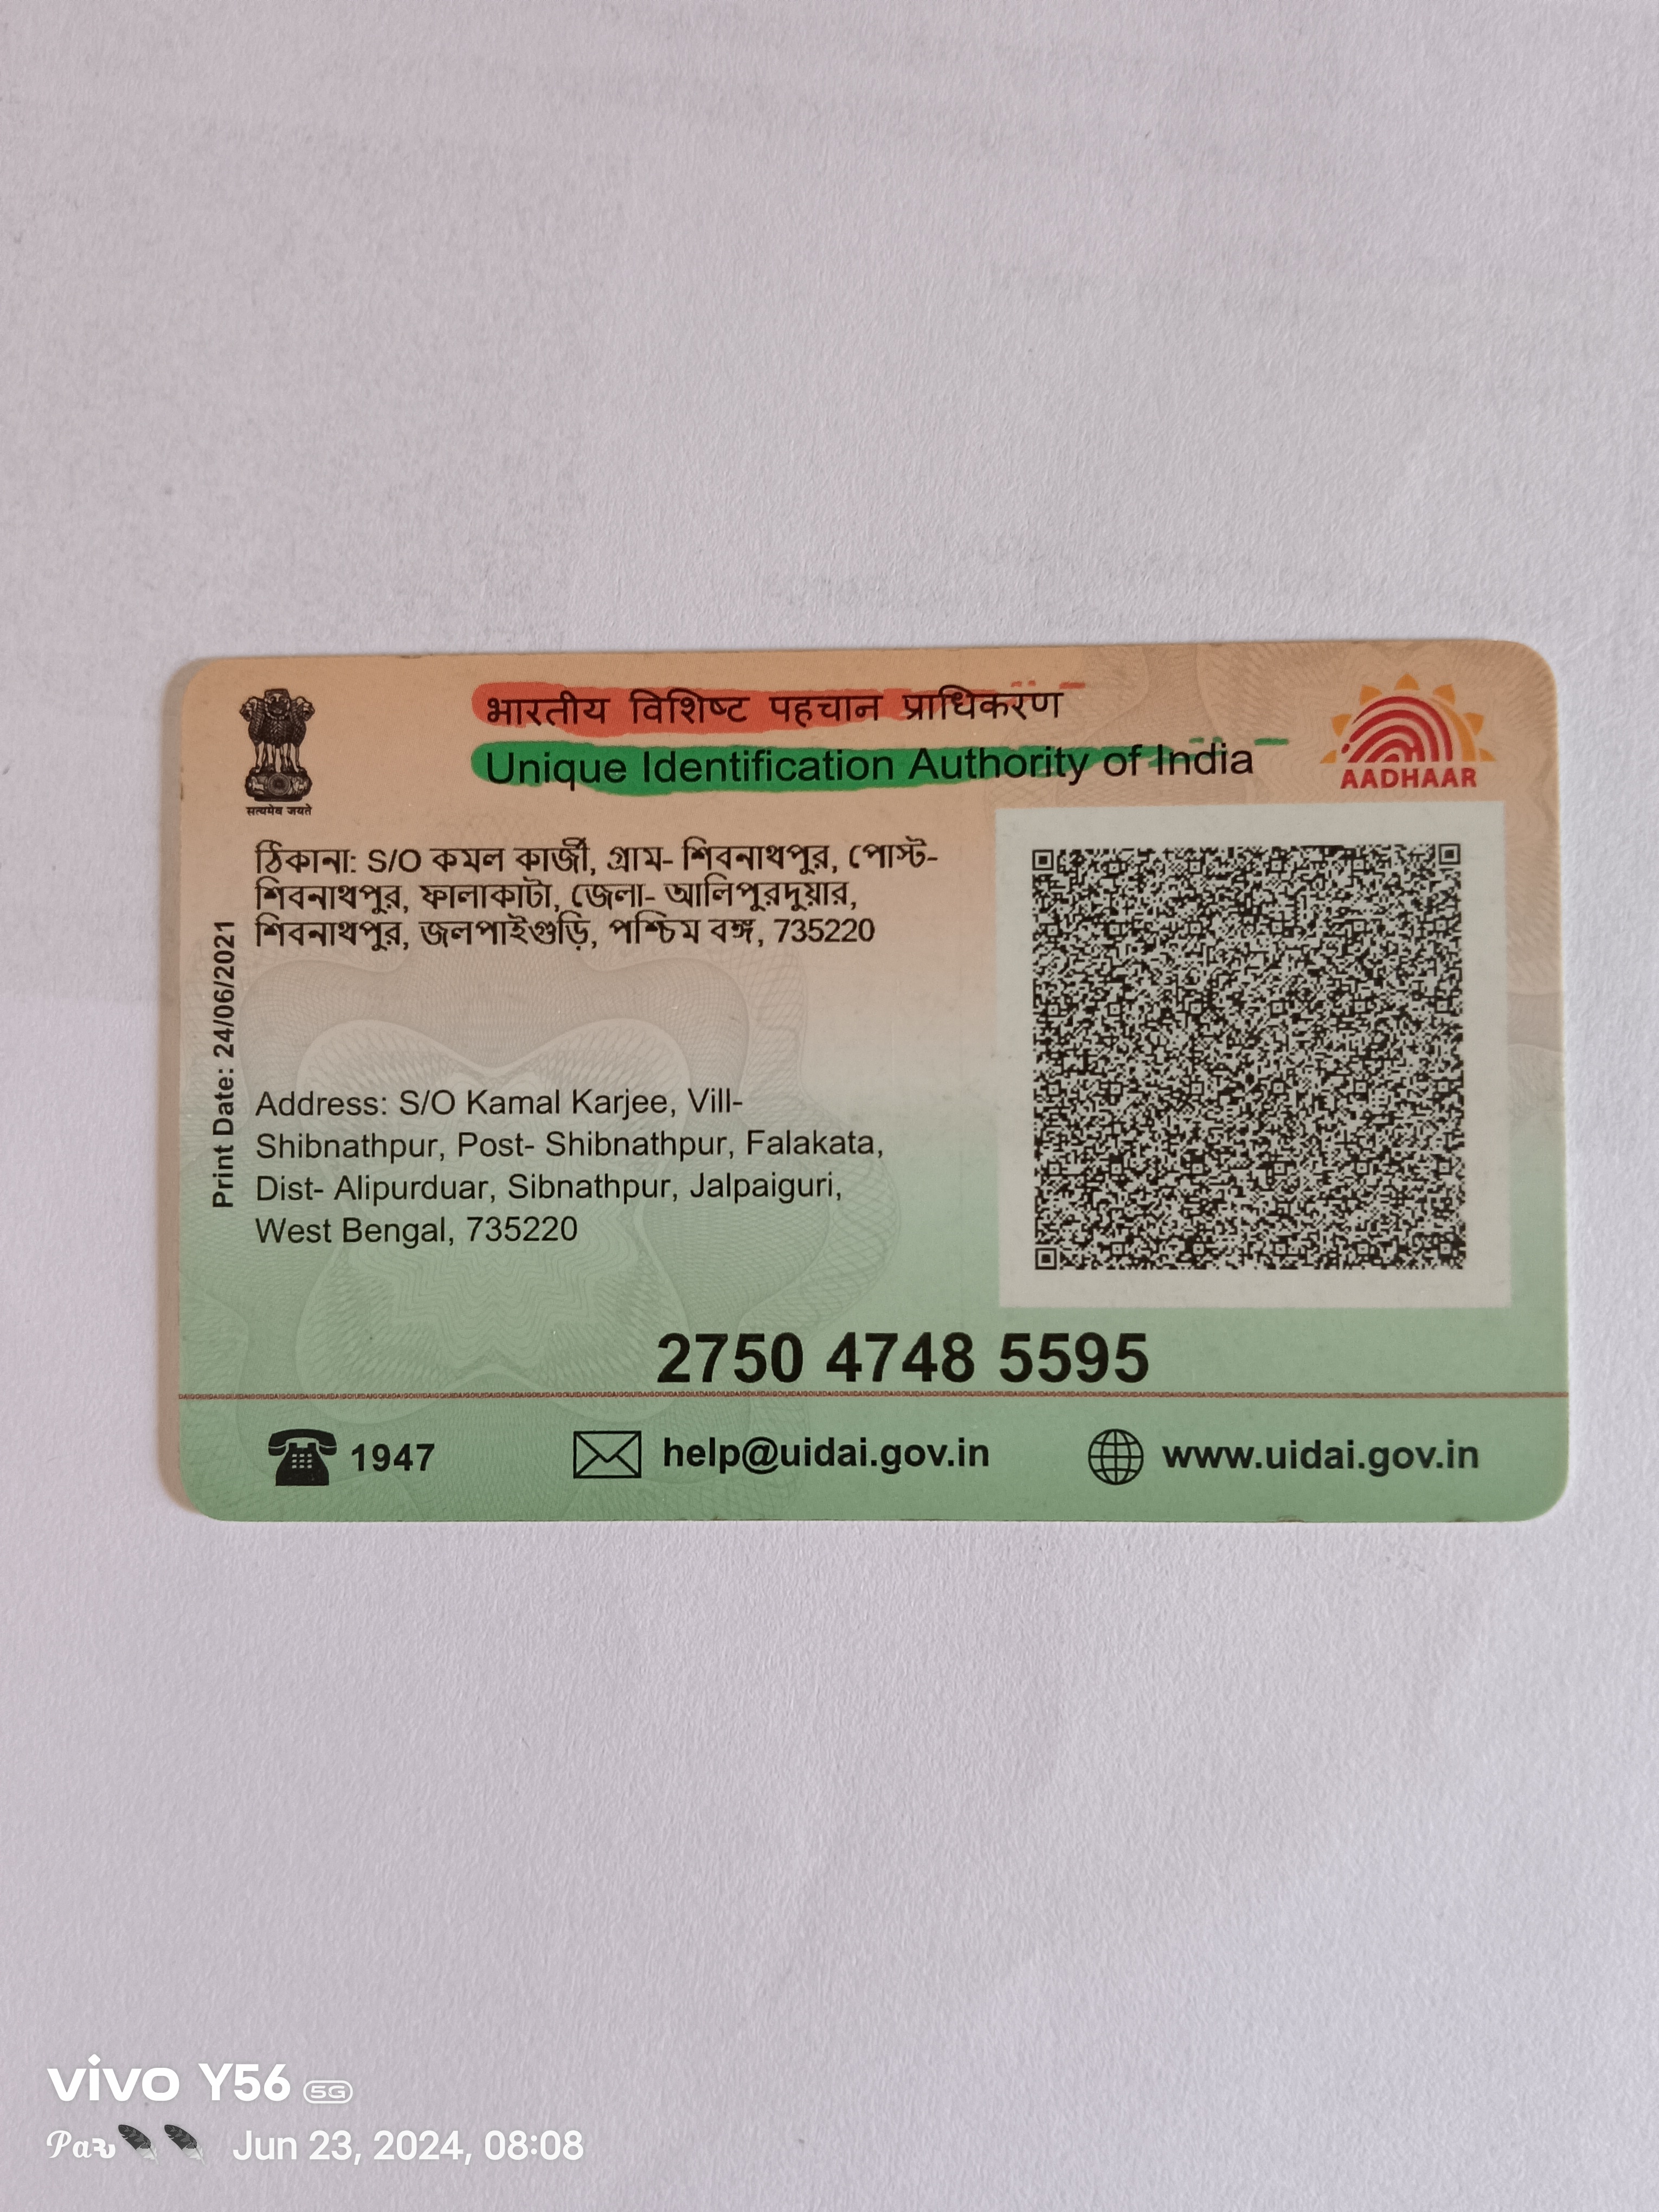 भारतीय विशिष्ट पहचान प्राधिकरण
Unique Identification Authority of India
AADHAAR
सत्यमेव जयते
ঠিকানা: S/O কমল কার্জী, গ্রাম- শিবনাথপুর, পোস্ট-
শিবনাথপুর, ফালাকাটা, জেলা- আলিপুরদুয়ার,
শিবনাথপুর, জলপাইগুড়ি, পশ্চিম বঙ্গ, 735220
Print Date: 24/06/2021
Address: S/O Kamal Karjee, Vill-
Shibnathpur, Post- Shibnathpur, Falakata,
Dist- Alipurduar, Sibnathpur, Jalpaiguri,
West Bengal, 735220
2750 4748 5595
1947 help@uidai.gov.in www.uidai.gov.in
vivo Y56 5G
Jun 23, 2024, 08:08